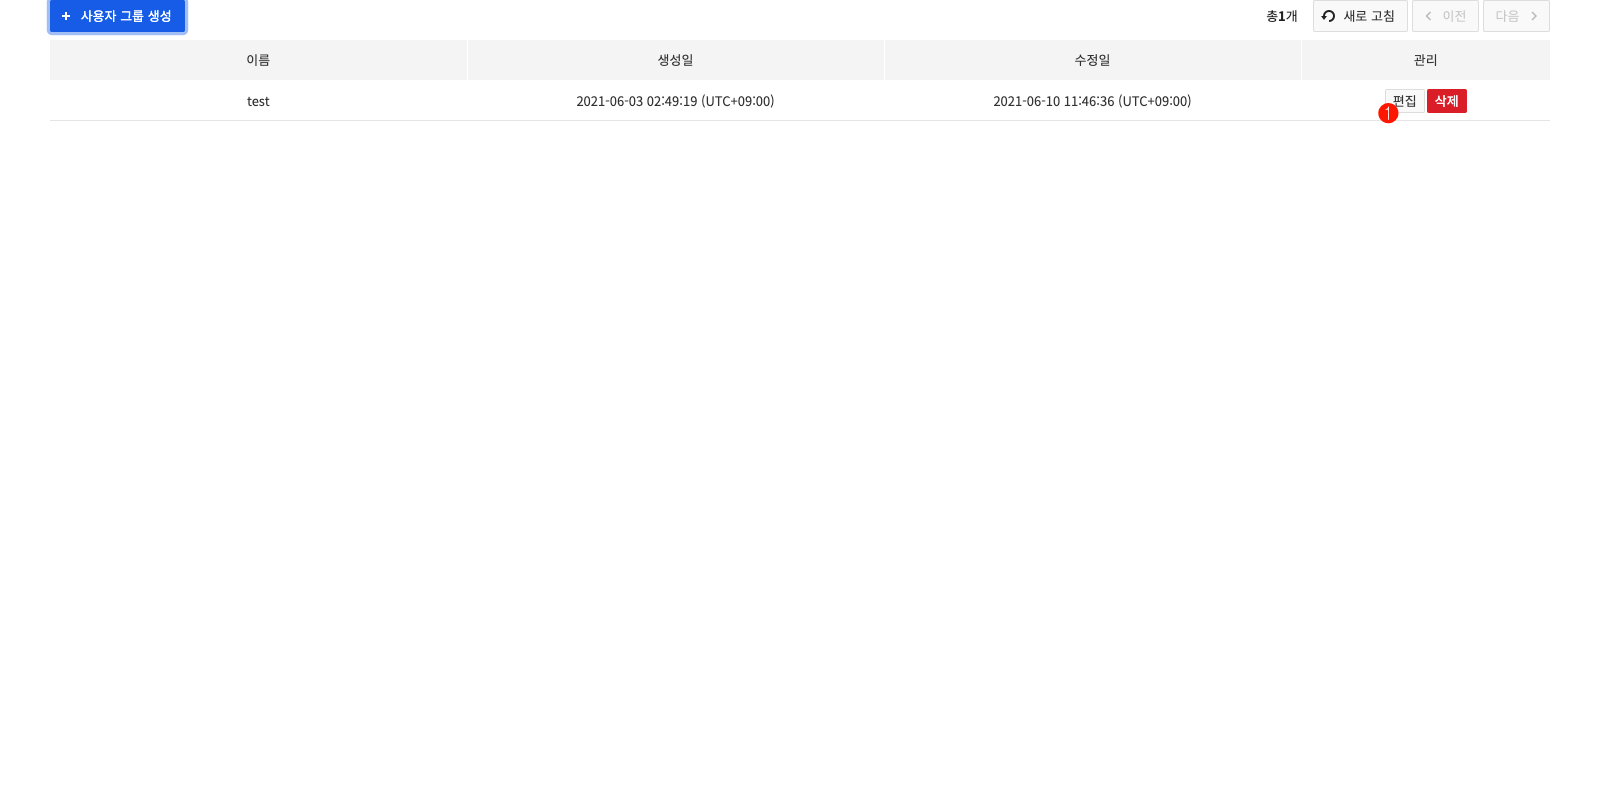 + 사용자 그룹 생성 총1개 새로 고침 이전 다음
이름 생성일 수정일 관리
test 2021-06-03 02:49:19 (UTC+09:00) 2021-06-10 11:46:36 (UTC+09:00) 편집 삭제
1